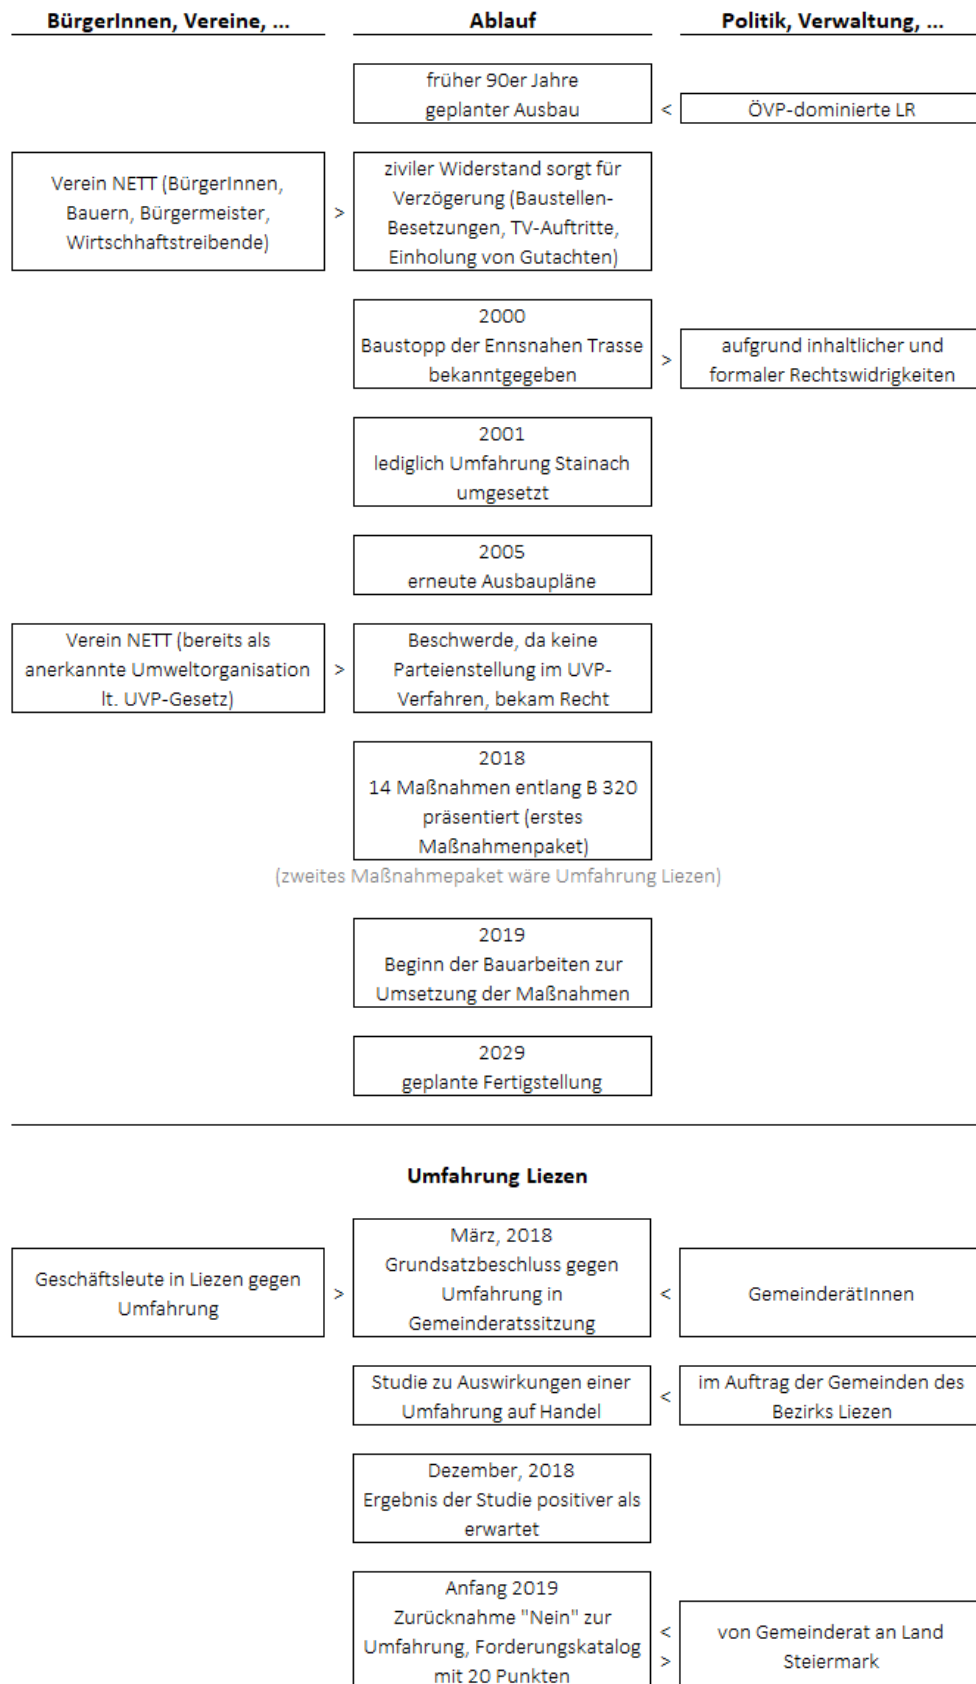 BürgerInnen, Vereine, ...
Ablauf
Politik, Verwaltung, ...
früher 90er Jahre
geplanter Ausbau
<
ÖVP-dominierte LR
Verein NETT (BürgerInnen,
Bauern, Bürgermeister,
Wirtschhaftstreibende)
>
ziviler Widerstand sorgt für
Verzögerung (Baustellen-
Besetzungen, TV-Auftritte,
Einholung von Gutachten)
2000
Baustopp der Ennsnahen Trasse
bekanntgegeben
>
aufgrund inhaltlicher und
formaler Rechtswidrigkeiten
2001
lediglich Umfahrung Stainach
umgesetzt
2005
erneute Ausbaupläne
Verein NETT (bereits als
anerkannte Umweltorganisation
lt. UVP-Gesetz)
>
Beschwerde, da keine
Parteienstellung im UVP-
Verfahren, bekam Recht
2018
14 Maßnahmen entlang B 320
präsentiert (erstes
Maßnahmenpaket)
(zweites Maßnahmepaket wäre Umfahrung Liezen)
2019
Beginn der Bauarbeiten zur
Umsetzung der Maßnahmen
2029
geplante Fertigstellung
Umfahrung Liezen
Geschäftsleute in Liezen gegen
Umfahrung
>
März, 2018
Grundsatzbeschluss gegen
Umfahrung in
Gemeinderatssitzung
<
GemeinderätInnen
Studie zu Auswirkungen einer
Umfahrung auf Handel
<
im Auftrag der Gemeinden des
Bezirks Liezen
Dezember, 2018
Ergebnis der Studie positiver als
erwartet
Anfang 2019
Zurücknahme "Nein" zur
Umfahrung, Forderungskatalog
mit 20 Punkten
<
>
von Gemeinderat an Land
Steiermark